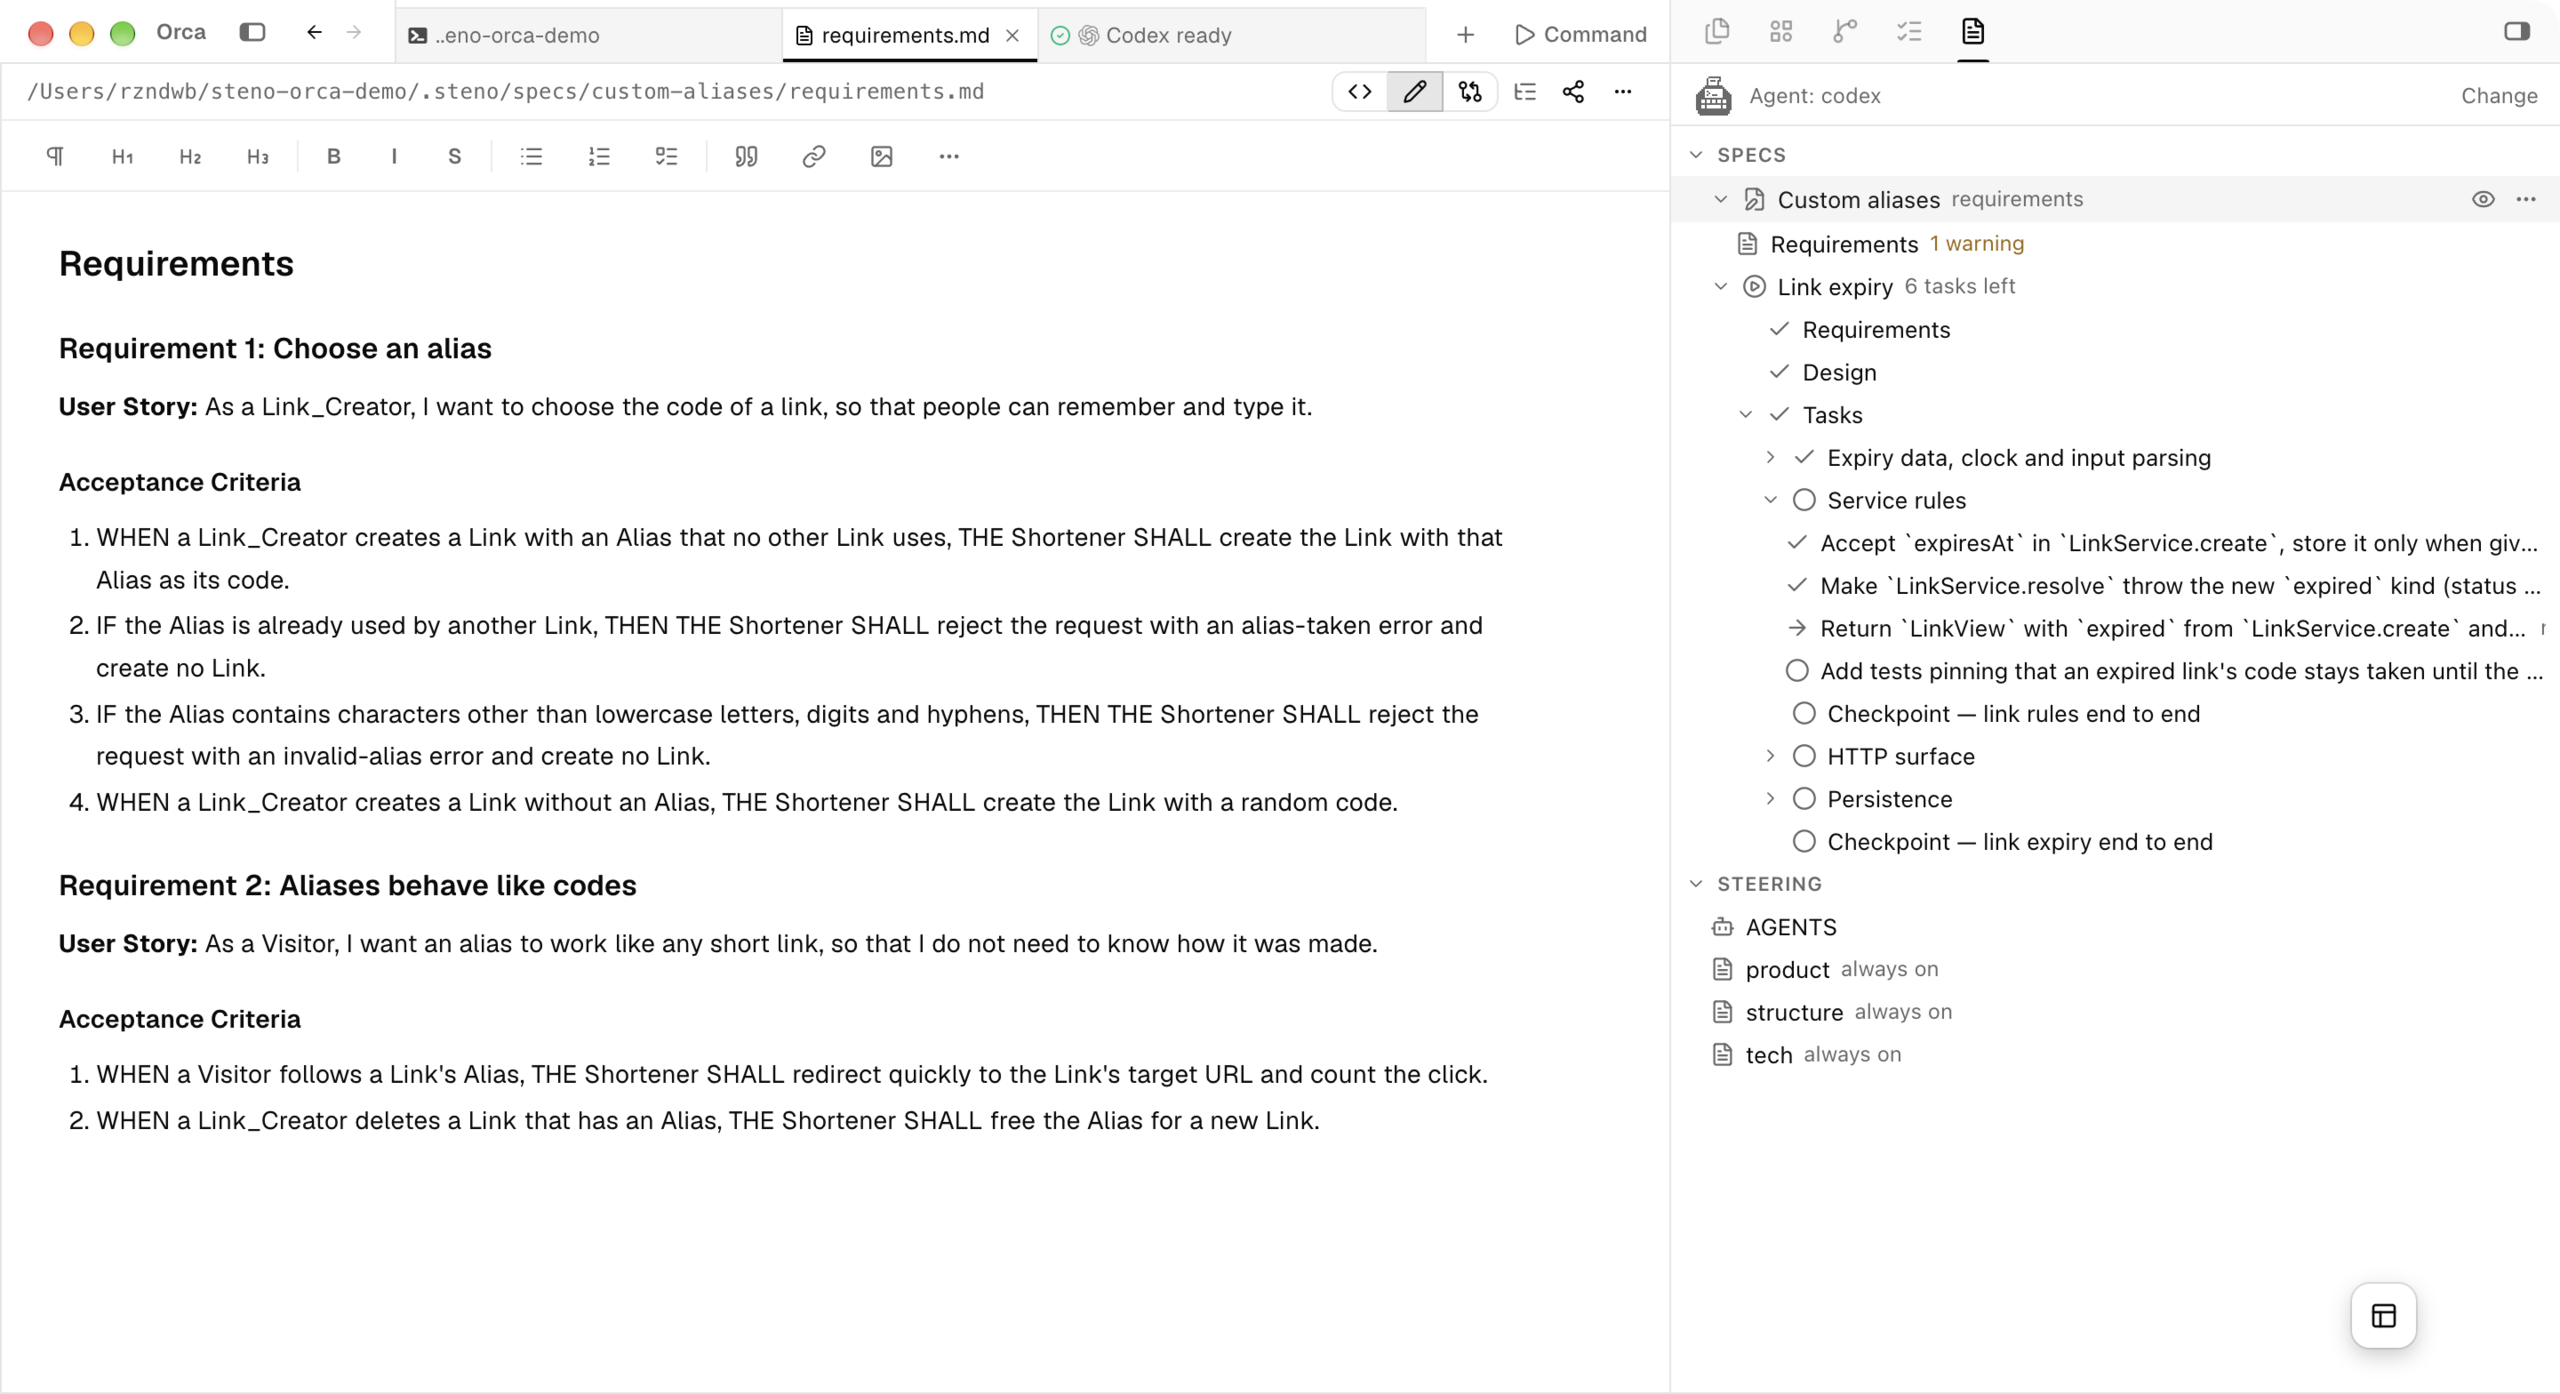 Orca
..eno-orca-demo
requirements.md
Codex ready
Command
/Users/rzndwb/steno-orca-demo/.steno/specs/custom-aliases/requirements.md
H1 H2 H3 B I S
Requirements
Requirement 1: Choose an alias
User Story: As a Link_Creator, I want to choose the code of a link, so that people can remember and type it.
Acceptance Criteria
1. WHEN a Link_Creator creates a Link with an Alias that no other Link uses, THE Shortener SHALL create the Link with that
Alias as its code.
2. IF the Alias is already used by another Link, THEN THE Shortener SHALL reject the request with an alias-taken error and
create no Link.
3. IF the Alias contains characters other than lowercase letters, digits and hyphens, THEN THE Shortener SHALL reject the
request with an invalid-alias error and create no Link.
4. WHEN a Link_Creator creates a Link without an Alias, THE Shortener SHALL create the Link with a random code.
Requirement 2: Aliases behave like codes
User Story: As a Visitor, I want an alias to work like any short link, so that I do not need to know how it was made.
Acceptance Criteria
1. WHEN a Visitor follows a Link's Alias, THE Shortener SHALL redirect quickly to the Link's target URL and count the click.
2. WHEN a Link_Creator deletes a Link that has an Alias, THE Shortener SHALL free the Alias for a new Link.
Agent: codex
Change
SPECS
Custom aliases requirements
Requirements 1 warning
Link expiry 6 tasks left
Requirements
Design
Tasks
Expiry data, clock and input parsing
Service rules
Accept `expiresAt` in `LinkService.create`, store it only when giv...
Make `LinkService.resolve` throw the new `expired` kind (status ...
Return `LinkView` with `expired` from `LinkService.create` and...
Add tests pinning that an expired link's code stays taken until the ...
Checkpoint — link rules end to end
HTTP surface
Persistence
Checkpoint — link expiry end to end
STEERING
AGENTS
product always on
structure always on
tech always on